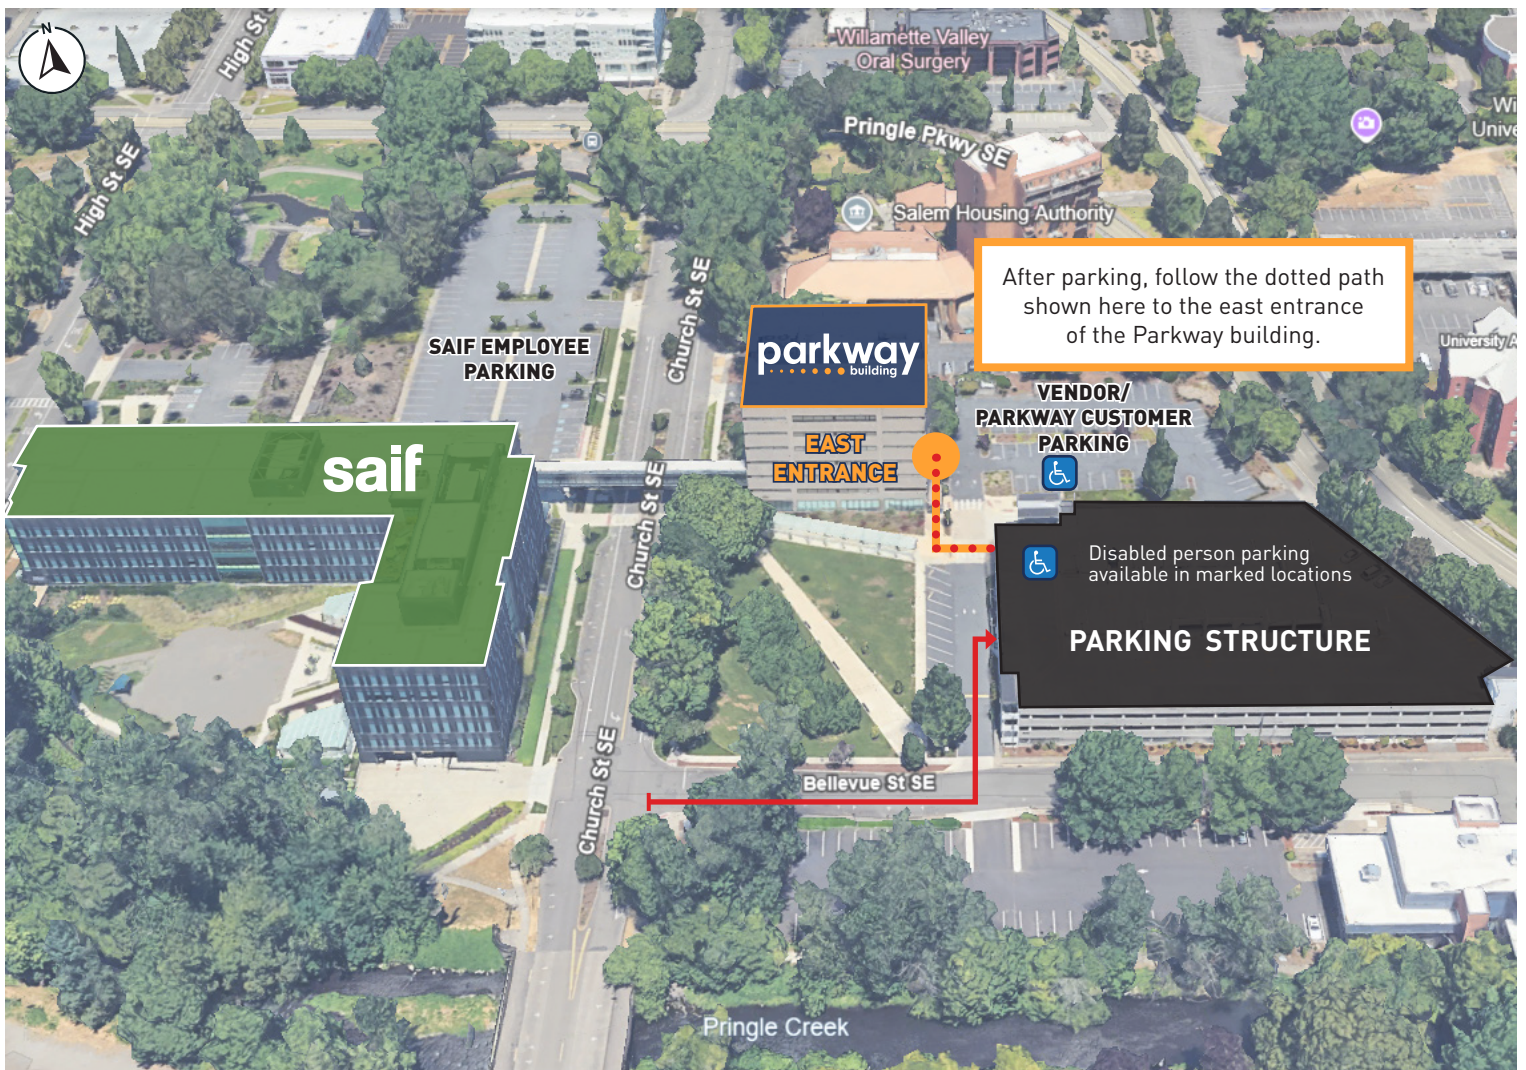 N
High St S
Willamette Valley
Oral Surgery
Wi
Unive
Pringle Pkwy SE
High St SE
Salem Housing Authority
After parking, follow the dotted path
shown here to the east entrance
of the Parkway building.
Church St SE
University A
SAIF EMPLOYEE
PARKING
parkway
building
VENDOR/
PARKWAY CUSTOMER
PARKING
EAST
ENTRANCE
saif
Church St SE
Disabled person parking
available in marked locations
PARKING STRUCTURE
Church St SE
Bellevue St SE
Pringle Creek